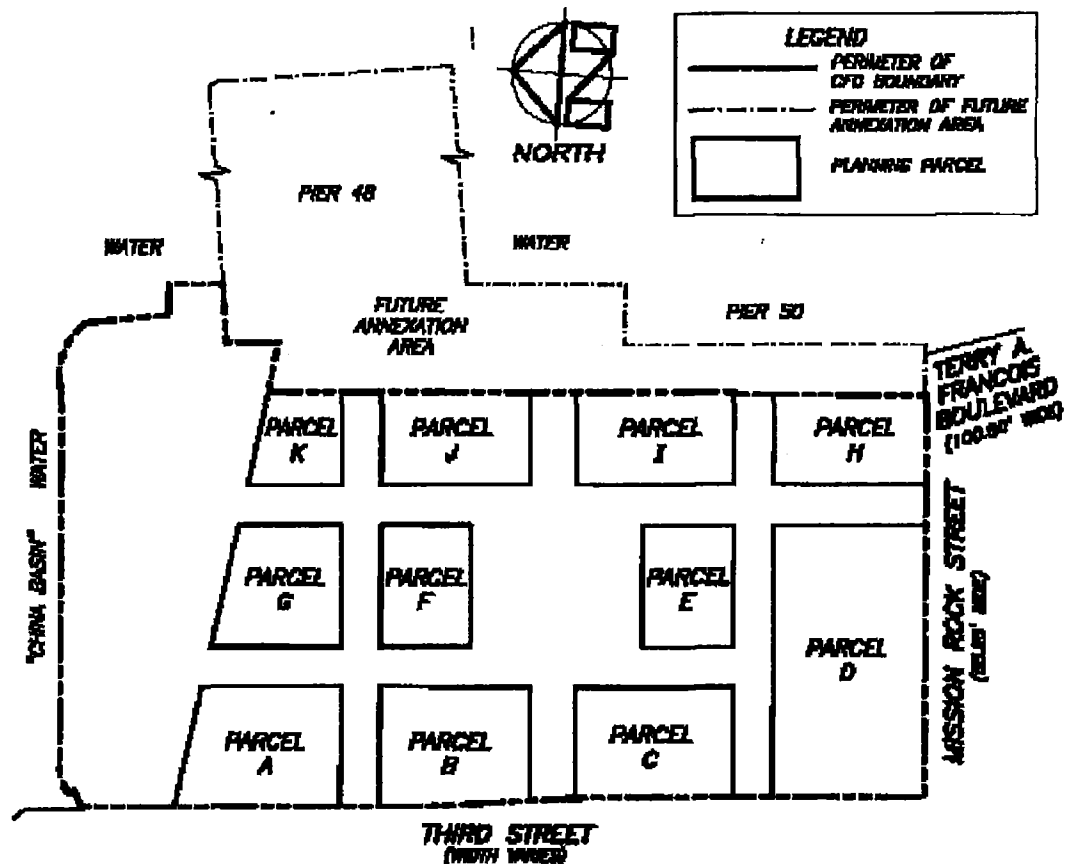 LEGEND
PERIMETER OF
CFD BOUNDARY
PERIMETER OF FUTURE
ANNEXATION AREA
PLANNING PARCEL
NORTH
PIER 48
WATER
WATER
FUTURE
ANNEXATION
AREA
PIER 50
TERRY A.
FRANCOIS
BOULEVARD
WATER
"CHINA BASIN"
PARCEL
K
PARCEL
J
PARCEL
I
PARCEL
H
PARCEL
G
PARCEL
F
PARCEL
E
PARCEL
D
PARCEL
A
PARCEL
B
PARCEL
C
MISSION ROCK STREET
THIRD STREET
(WIDTH VARIES)